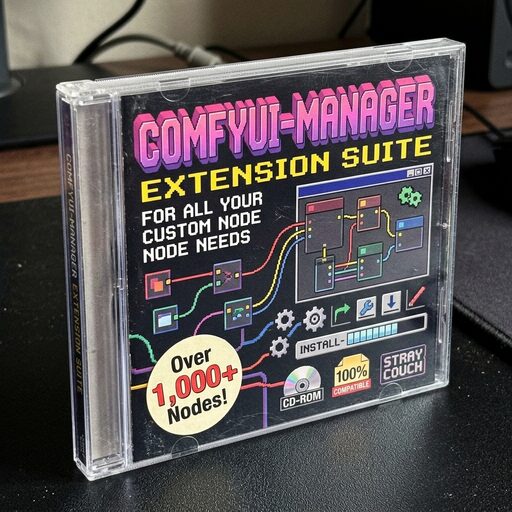 COMFYUI-MANAGER
EXTENSION SUITE
FOR ALL YOUR
CUSTOM NODE
NODE NEEDS
INSTALL-
Over
1,000+
Nodes!
CD-ROM
100%
COMPATIBLE
STRAY
COUCH
COMFYUI-MANAGER EXTENSION SUITE